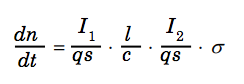 dn/dt = I₁/qs · l/c · I₂/qs · σ